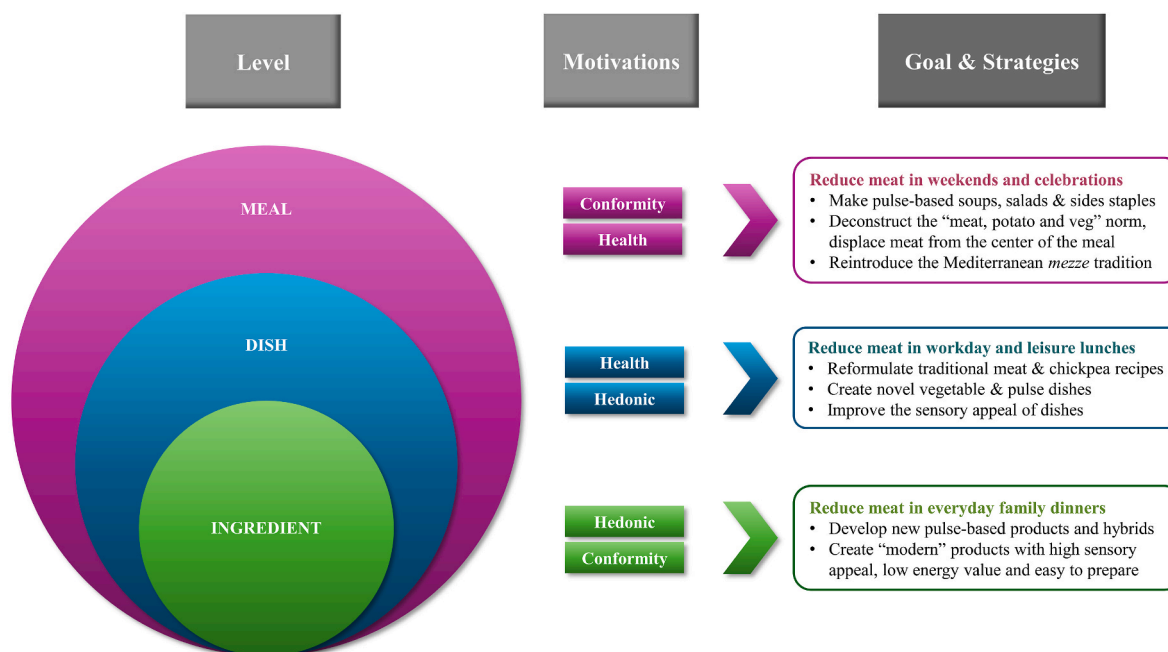 Level
Motivations
Goal & Strategies
MEAL
Conformity
Health
Reduce meat in weekends and celebrations
• Make pulse-based soups, salads & sides staples
• Deconstruct the “meat, potato and veg” norm,
displace meat from the center of the meal
• Reintroduce the Mediterranean mezze tradition
DISH
Health
Hedonic
Reduce meat in workday and leisure lunches
• Reformulate traditional meat & chickpea recipes
• Create novel vegetable & pulse dishes
• Improve the sensory appeal of dishes
INGREDIENT
Hedonic
Conformity
Reduce meat in everyday family dinners
• Develop new pulse-based products and hybrids
• Create “modern” products with high sensory
appeal, low energy value and easy to prepare